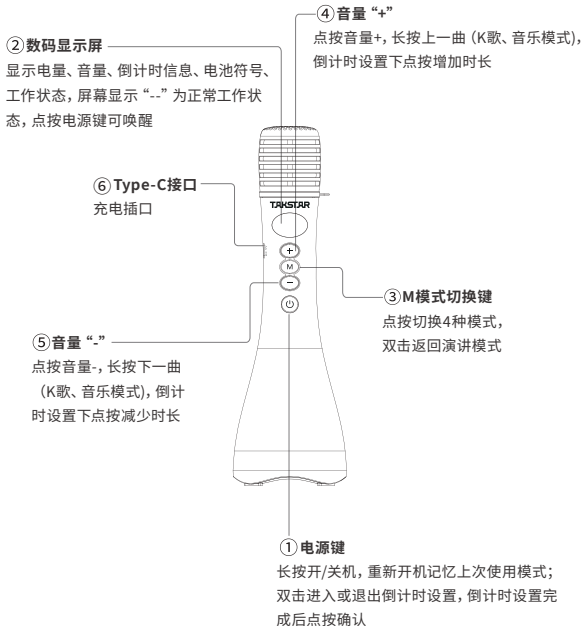 ④音量“+”
点按音量+，长按上一曲（K歌、音乐模式），
倒计时设置下点按增加时长
②数码显示屏
显示电量、音量、倒计时信息、电池符号、
工作状态，屏幕显示“--”为正常工作状
态，点按电源键可唤醒
⑥Type-C接口
充电插口
TAKSTAR
+
M
−
③M模式切换键
点按切换4种模式，
双击返回演讲模式
⑤音量“-”
点按音量-，长按下一曲
（K歌、音乐模式），倒计
时设置下点按减少时长
①电源键
长按开/关机，重新开机记忆上次使用模式；
双击进入或退出倒计时设置，倒计时设置完
成后点按确认